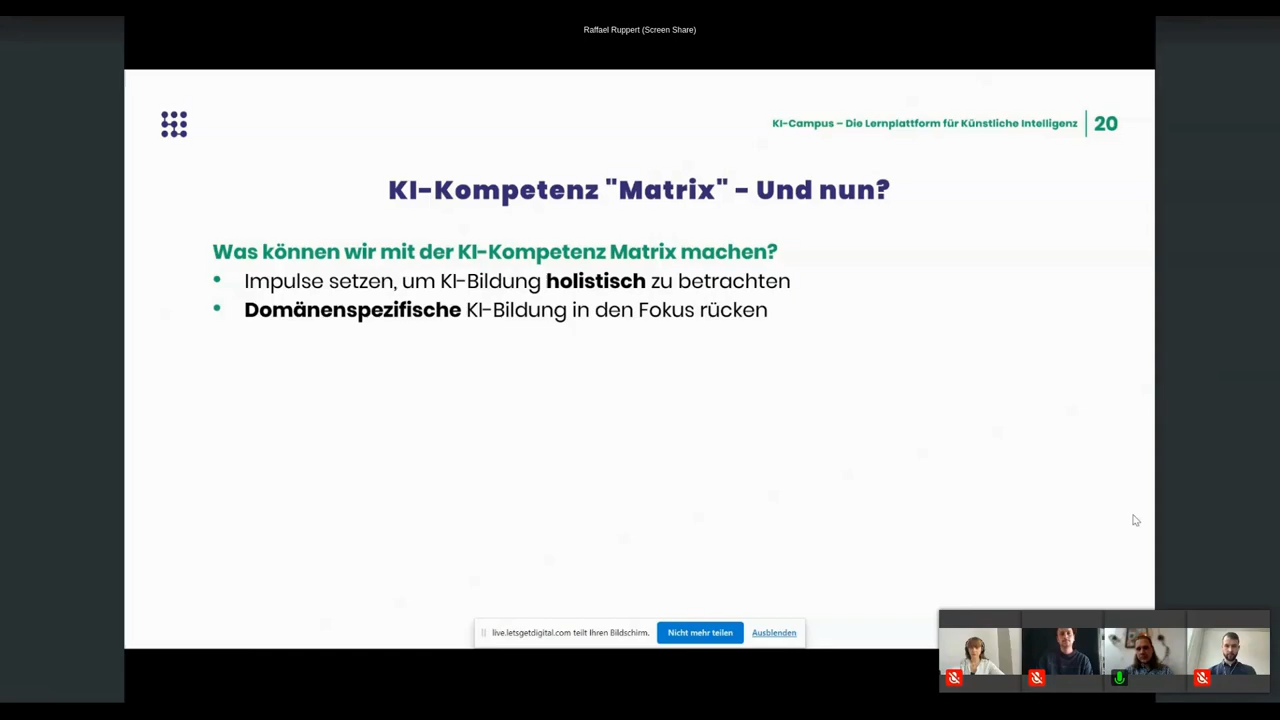 Raffael Ruppert (Screen Share)
KI-Campus – Die Lernplattform für Künstliche Intelligenz
20
KI-Kompetenz "Matrix" – Und nun?
Was können wir mit der KI-Kompetenz Matrix machen?
• Impulse setzen, um KI-Bildung holistisch zu betrachten
• Domänenspezifische KI-Bildung in den Fokus rücken
live.letsgetdigital.com teilt Ihren Bildschirm. Nicht mehr teilen Ausblenden